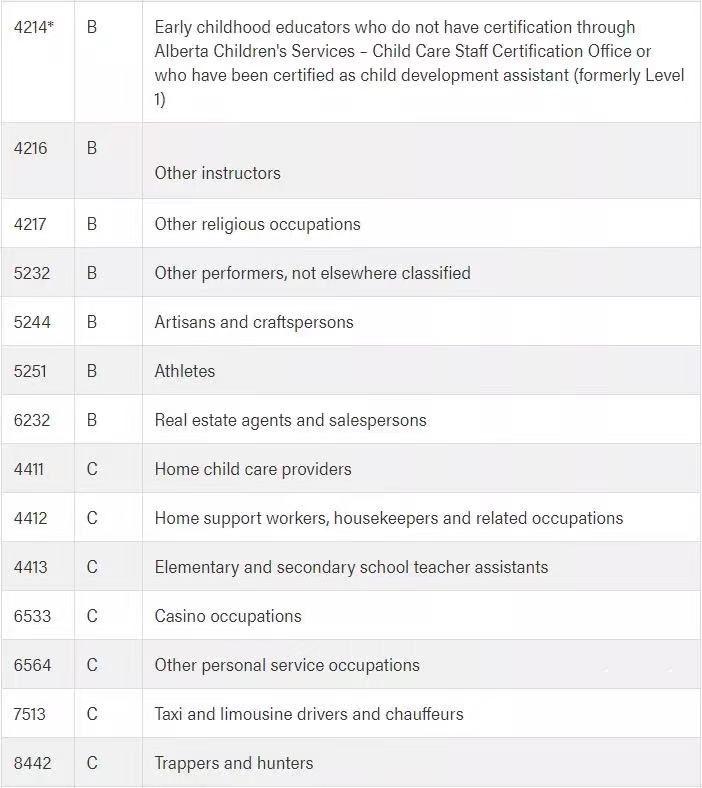 4214* B Early childhood educators who do not have certification through
Alberta Children's Services – Child Care Staff Certification Office or
who have been certified as child development assistant (formerly Level
1)
4216 B Other instructors
4217 B Other religious occupations
5232 B Other performers, not elsewhere classified
5244 B Artisans and craftspersons
5251 B Athletes
6232 B Real estate agents and salespersons
4411 C Home child care providers
4412 C Home support workers, housekeepers and related occupations
4413 C Elementary and secondary school teacher assistants
6533 C Casino occupations
6564 C Other personal service occupations
7513 C Taxi and limousine drivers and chauffeurs
8442 C Trappers and hunters